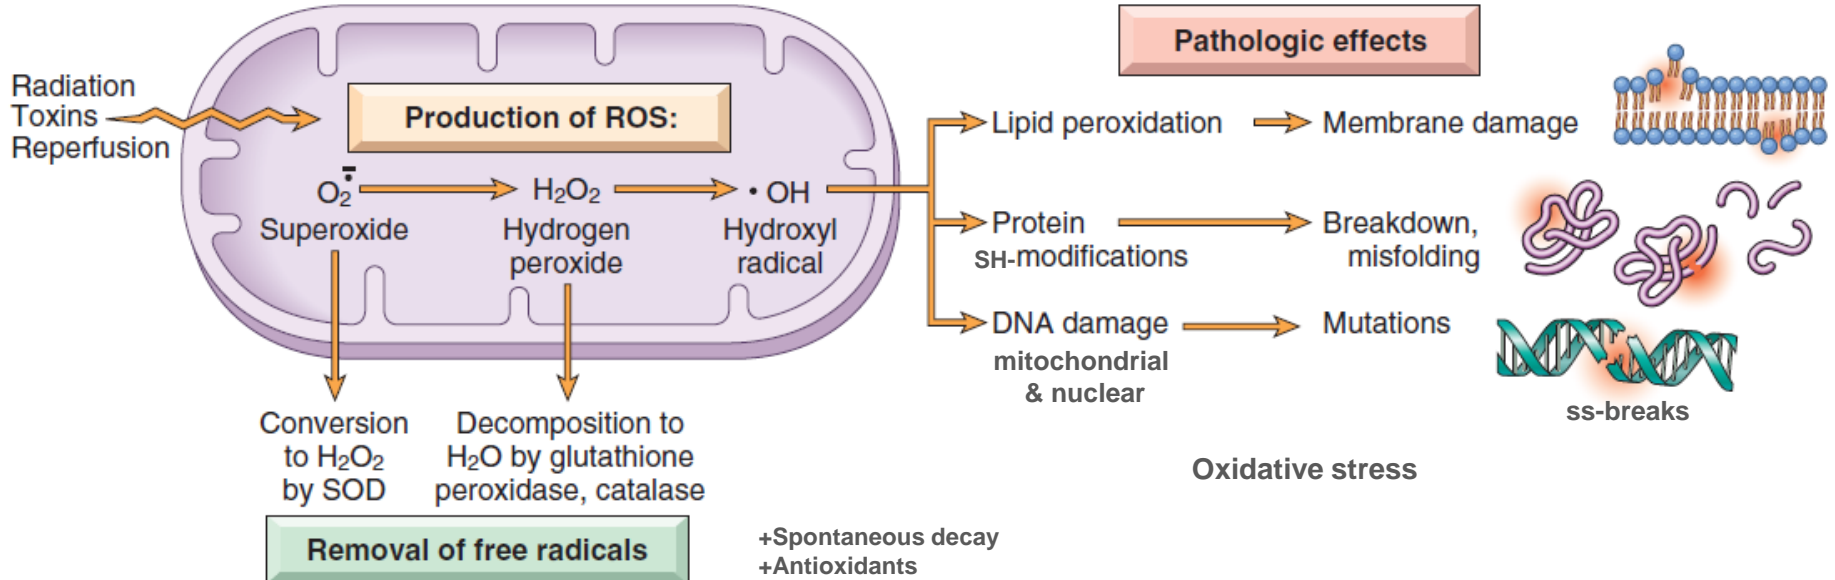 Radiation
Toxins
Reperfusion
Production of ROS:
O₂•̄
Superoxide
H₂O₂
Hydrogen
peroxide
• OH
Hydroxyl
radical
Conversion
to H₂O₂
by SOD
Decomposition to
H₂O by glutathione
peroxidase, catalase
Removal of free radicals
+Spontaneous decay
+Antioxidants
Pathologic effects
Lipid peroxidation
Membrane damage
Protein
SH-modifications
Breakdown,
misfolding
DNA damage
mitochondrial
& nuclear
Mutations
ss-breaks
Oxidative stress